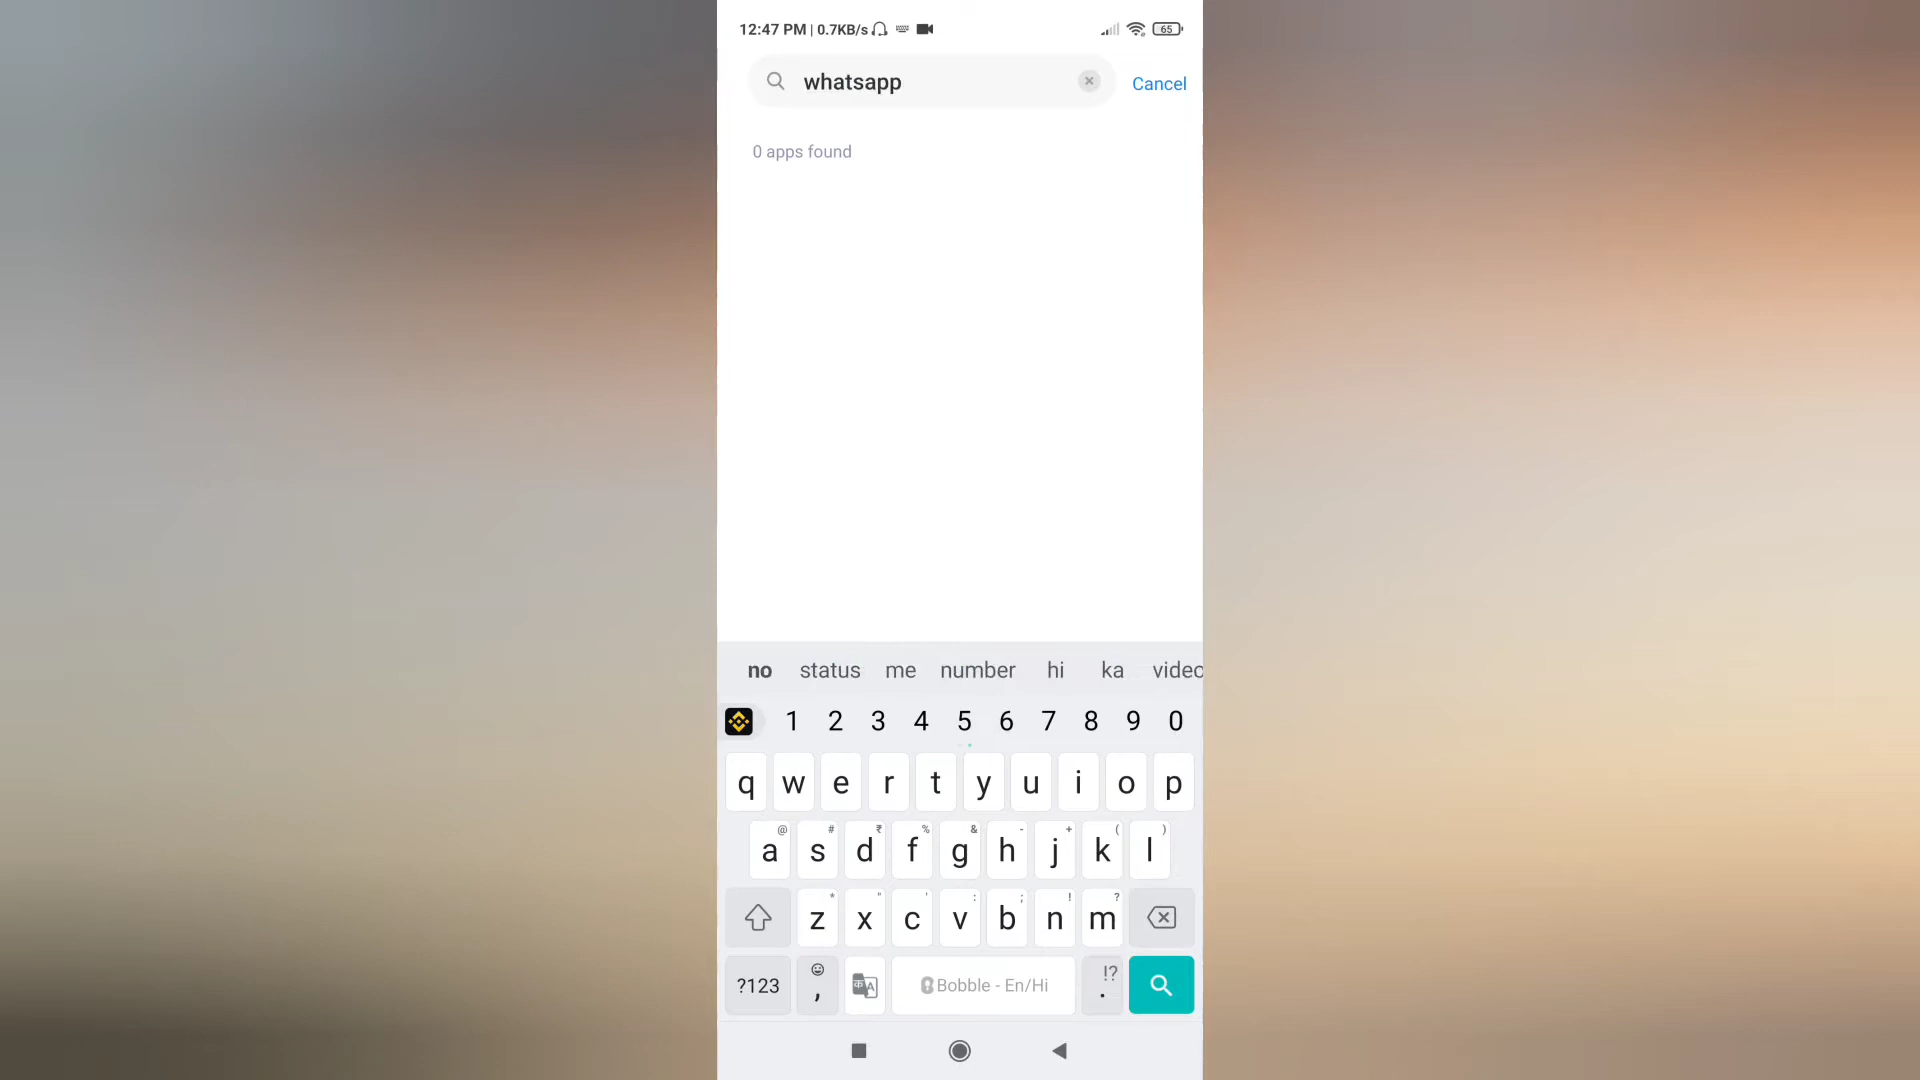 12:47 PM | 0.7KB/s 65
whatsapp
Cancel
0 apps found
no status me number hi ka video
1 2 3 4 5 6 7 8 9 0
q w e r t y u i o p
@ # ₹ % & - + ( )
a s d f g h j k l
* " ' : ; ! ?
z x c v b n m
?123 , क A Bobble - En/Hi !? .